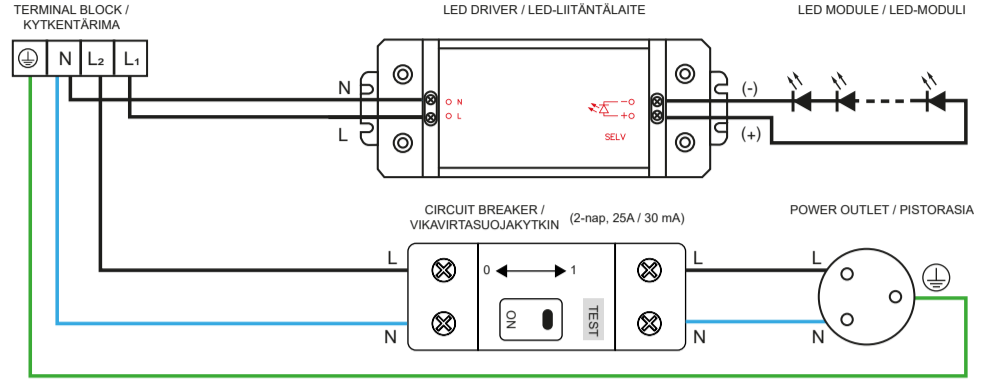 TERMINAL BLOCK /
KYTKENTÄRIMA
LED DRIVER / LED-LIITÄNTÄLAITE
LED MODULE / LED-MODULI
N L₂ L₁
N
L
N
L
SELV
(-)
(+)
CIRCUIT BREAKER /
VIKAVIRTASUOJAKYTKIN
(2-nap, 25A / 30 mA)
POWER OUTLET / PISTORASIA
L
N
0 1
ON
TEST
L
N
L
N